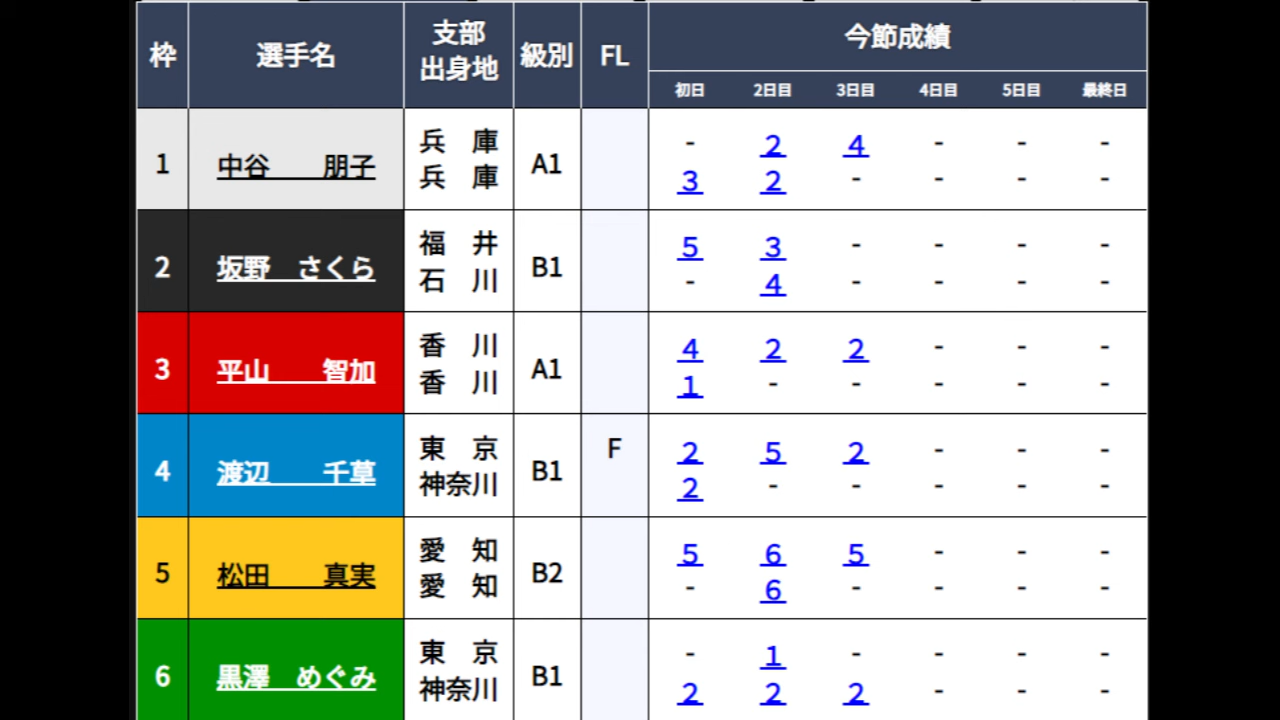 枠 選手名 支部 出身地 級別 FL 今節成績
初日 2日目 3日目 4日目 5日目 最終日
1 中谷 朋子 兵庫 A1 - 2 4 - - -
兵庫 3 2 - - - -
2 坂野 さくら 福井 B1 5 3 - - - -
石川 - 4 - - - -
3 平山 智加 香川 A1 4 2 2 - - -
香川 1 - - - - -
4 渡辺 千草 東京 B1 F 2 5 2 - - -
神奈川 2 - - - - -
5 松田 真実 愛知 B2 5 6 5 - - -
愛知 - 6 - - - -
6 黒澤 めぐみ 東京 B1 - 1 - - - -
神奈川 2 2 2 - - -